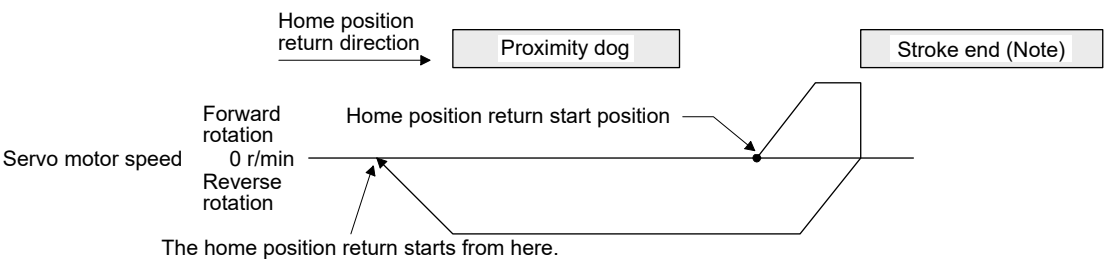 Home position
return direction
Proximity dog
Stroke end (Note)
Forward
rotation
Home position return start position
Servo motor speed
0 r/min
Reverse
rotation
The home position return starts from here.